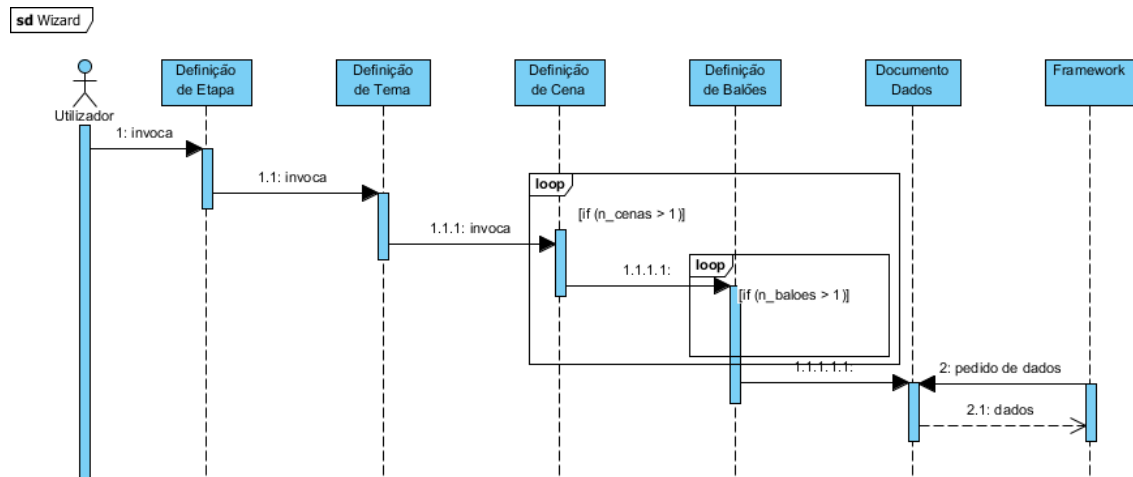 sd Wizard
Utilizador
Definição
de Etapa
Definição
de Tema
Definição
de Cena
Definição
de Balões
Documento
Dados
Framework
1: invoca
1.1: invoca
loop
[if (n_cenas > 1)]
1.1.1: invoca
loop
1.1.1.1:
[if (n_baloes > 1)]
1.1.1.1.1:
2: pedido de dados
2.1: dados